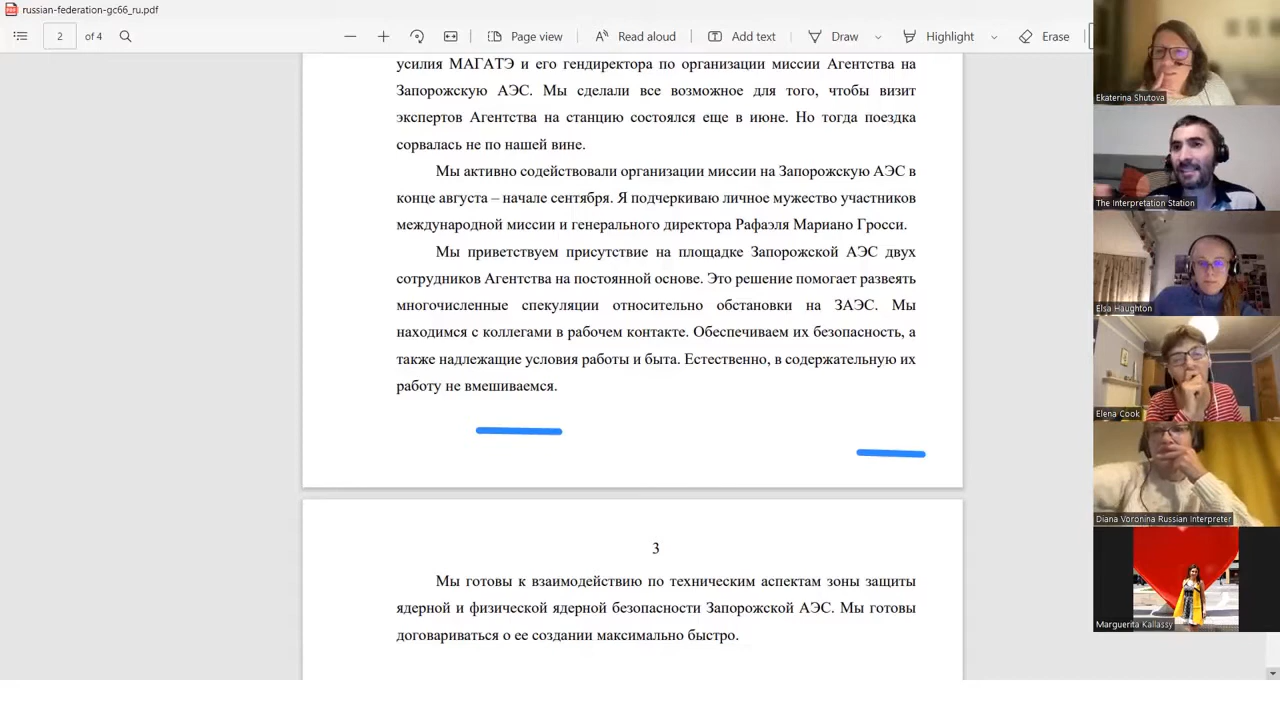 russian-federation-gc66_ru.pdf
2 of 4
Page view
Read aloud
Add text
Draw
Highlight
Erase
усилия МАГАТЭ и его гендиректора по организации миссии Агентства на
Запорожскую АЭС. Мы сделали все возможное для того, чтобы визит
экспертов Агентства на станцию состоялся еще в июне. Но тогда поездка
сорвалась не по нашей вине.
Мы активно содействовали организации миссии на Запорожскую АЭС в
конце августа – начале сентября. Я подчеркиваю личное мужество участников
международной миссии и генерального директора Рафаэля Мариано Гросси.
Мы приветствуем присутствие на площадке Запорожской АЭС двух
сотрудников Агентства на постоянной основе. Это решение помогает развеять
многочисленные спекуляции относительно обстановки на ЗАЭС. Мы
находимся с коллегами в рабочем контакте. Обеспечиваем их безопасность, а
также надлежащие условия работы и быта. Естественно, в содержательную их
работу не вмешиваемся.
3
Мы готовы к взаимодействию по техническим аспектам зоны защиты
ядерной и физической ядерной безопасности Запорожской АЭС. Мы готовы
договариваться о ее создании максимально быстро.
Ekaterina Shutova
The Interpretation Station
Elsa Haughton
Elena Cook
Diana Voronina Russian Interpreter
Marguerita Kallassy